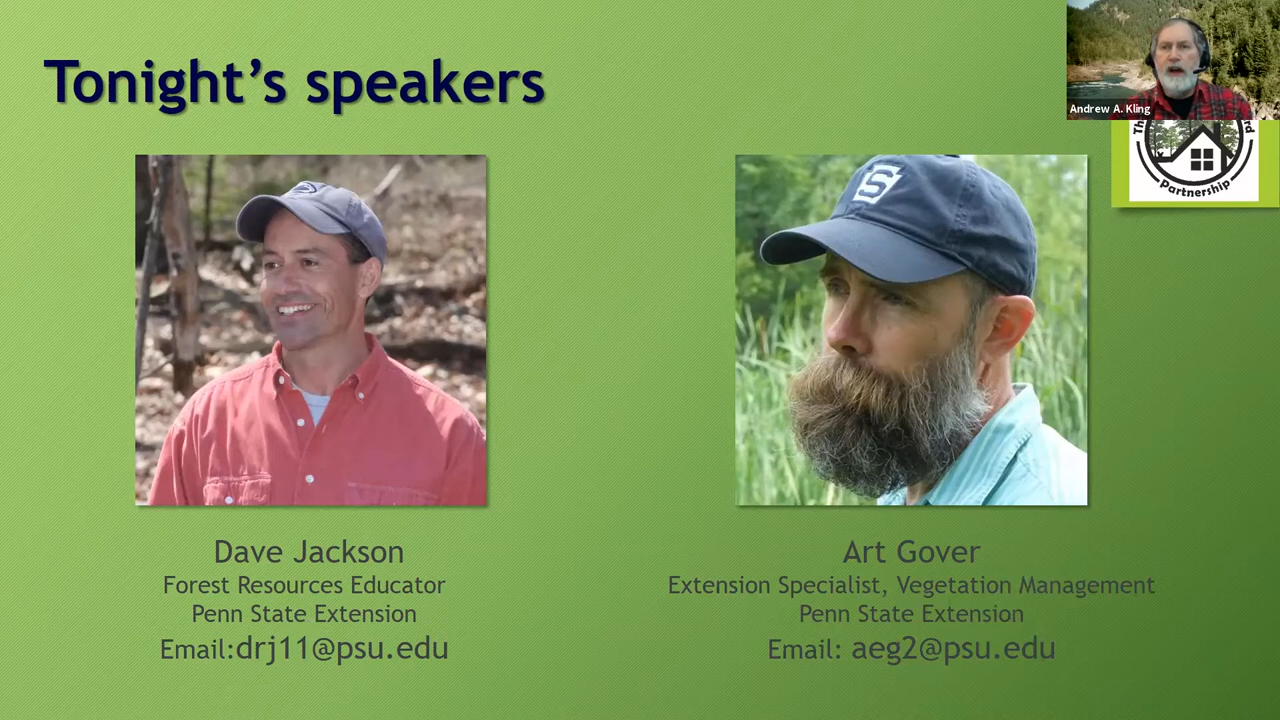 Tonight's speakers
Andrew A. Kling
Partnership
S
Dave Jackson
Forest Resources Educator
Penn State Extension
Email:drj11@psu.edu
Art Gover
Extension Specialist, Vegetation Management
Penn State Extension
Email: aeg2@psu.edu